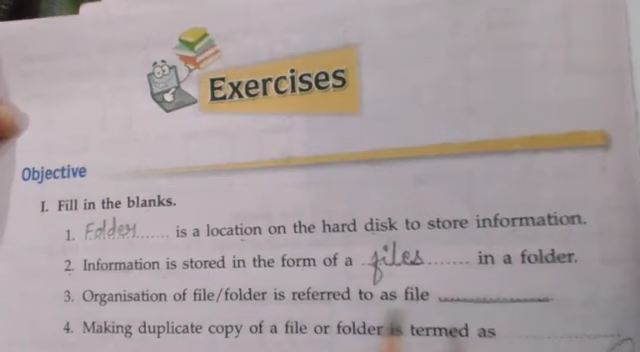 Exercises
Objective
I. Fill in the blanks.
1. Folder....... is a location on the hard disk to store information.
2. Information is stored in the form of a ..files....... in a folder.
3. Organisation of file/folder is referred to as file ....................
4. Making duplicate copy of a file or folder is termed as ....................